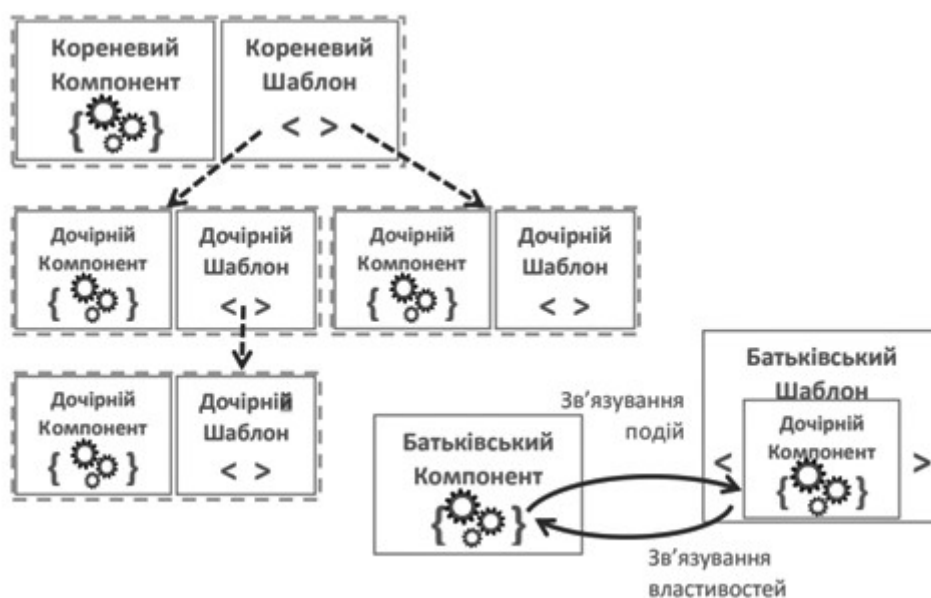 Кореневий
Компонент
{ }
Кореневий
Шаблон
< >
Дочірній
Компонент
{ }
Дочірній
Шаблон
< >
Дочірній
Компонент
{ }
Дочірній
Шаблон
< >
Дочірній
Компонент
{ }
Дочірній
Шаблон
< >
Батьківський
Компонент
{ }
Зв’язування
подій
Батьківський
Шаблон
Дочірній
Компонент
< { } >
Зв’язування
властивостей